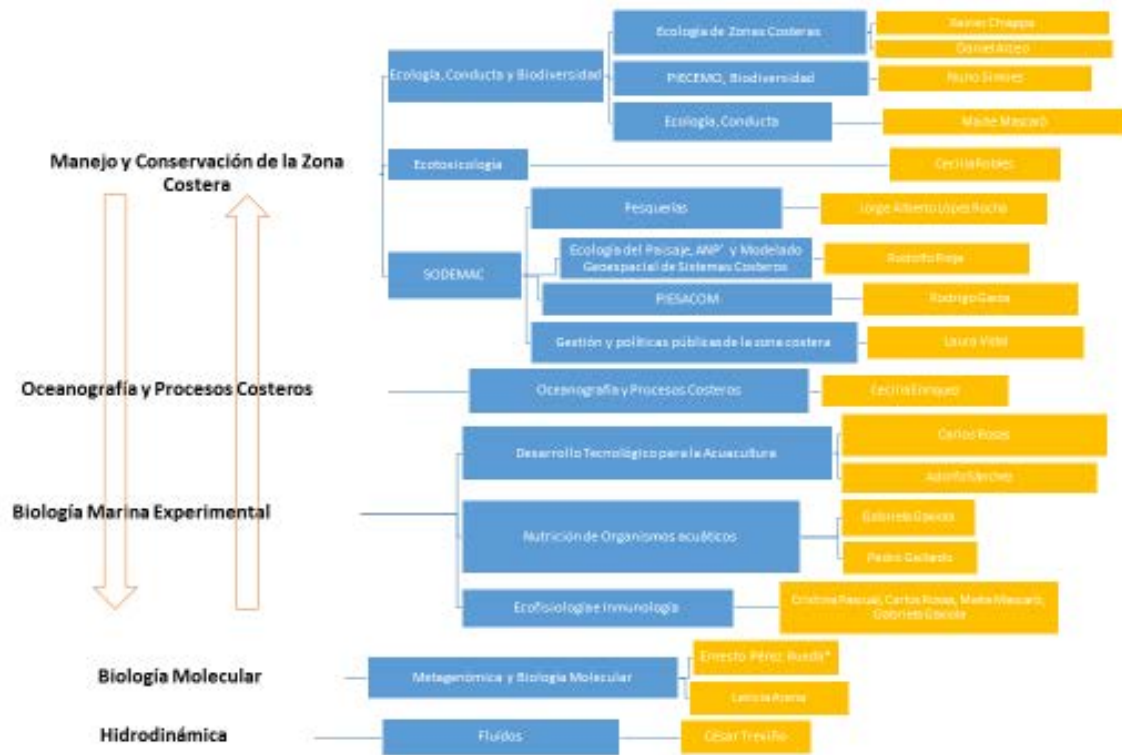 Manejo y Conservación de la Zona
Costera
Ecología, Conducta y Biodiversidad
Ecología de Zonas Costeras
Xavier Chiappa
Daniel Arceo
PIECEMO, Biodiversidad
Nuno Simoes
Ecología, Conducta
Maite Mascaró
Ecotoxicología
Cecilia Robles
SODEMAC
Pesquerías
Jorge Alberto López Rocha
Ecología del Paisaje, ANP´ y Modelado
Geoespacial de Sistemas Costeros
Rodolfo Rioja
PIESACOM
Rodrigo Garza
Gestión y políticas públicas de la zona costera
Laura Vidal
Oceanografía y Procesos Costeros
Oceanografía y Procesos Costeros
Cecilia Enriquez
Biología Marina Experimental
Desarrollo Tecnológico para la Acuacultura
Carlos Rosas
Adolfo Sánchez
Nutrición de Organismos acuáticos
Gabriela Gaxiola
Pedro Gallardo
Ecofisiología e Inmunología
Cristina Pascual, Carlos Rosas, Maite Mascaró,
Gabriela Gaxiola
Biología Molecular
Metagenómica y Biología Molecular
Ernesto Pérez Rueda*
Leticia Arena
Hidrodinámica
Fluídos
César Treviño